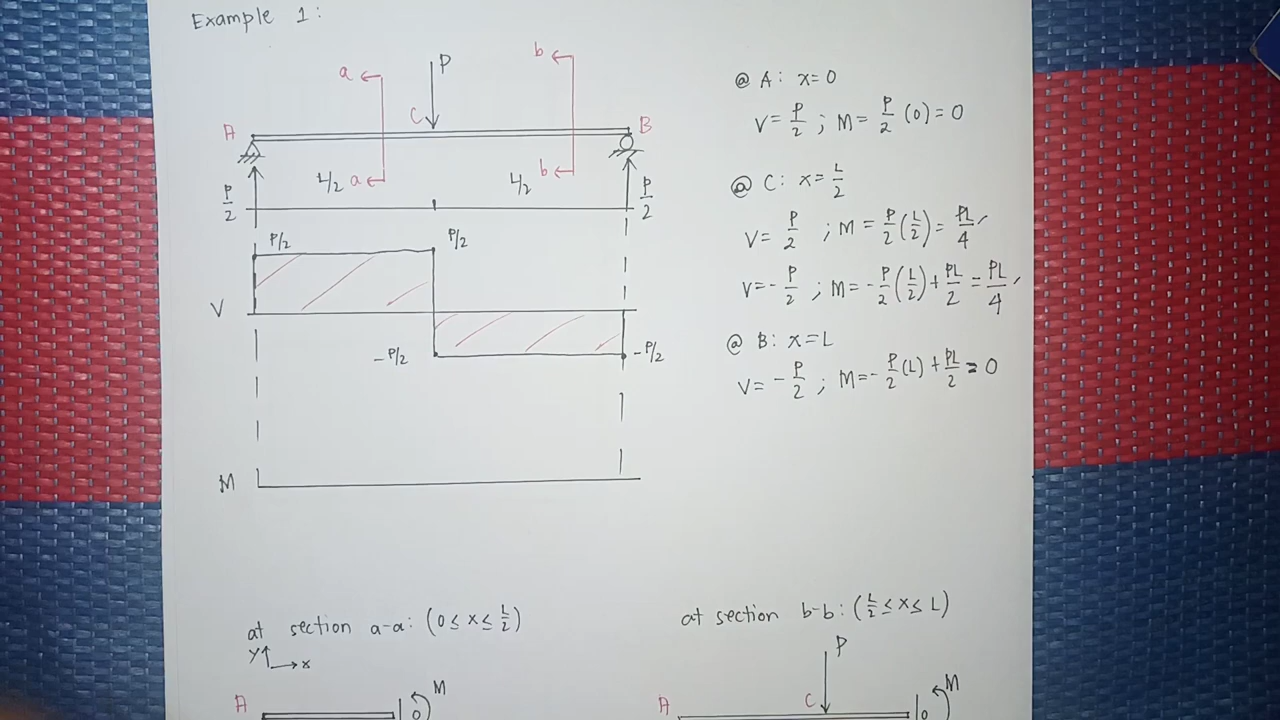 Example 1:
a
P
b
C
A
B
L/2
a
L/2
b
P/2
P/2
P/2
P/2
V
-P/2
-P/2
M
@ A: x=0
V= P/2 ; M= P/2 (0) = 0
@ C: x= L/2
V= P/2 ; M = P/2 (L/2) = PL/4
V=- P/2 ; M=- P/2 (L/2) + PL/2 = PL/4
@ B: x=L
V= - P/2 ; M=- P/2 (L) + PL/2 = 0
at section a-a: (0 ≤ x ≤ L/2)
Y
x
A
M
at section b-b: (L/2 ≤ x ≤ L)
P
A
C
M